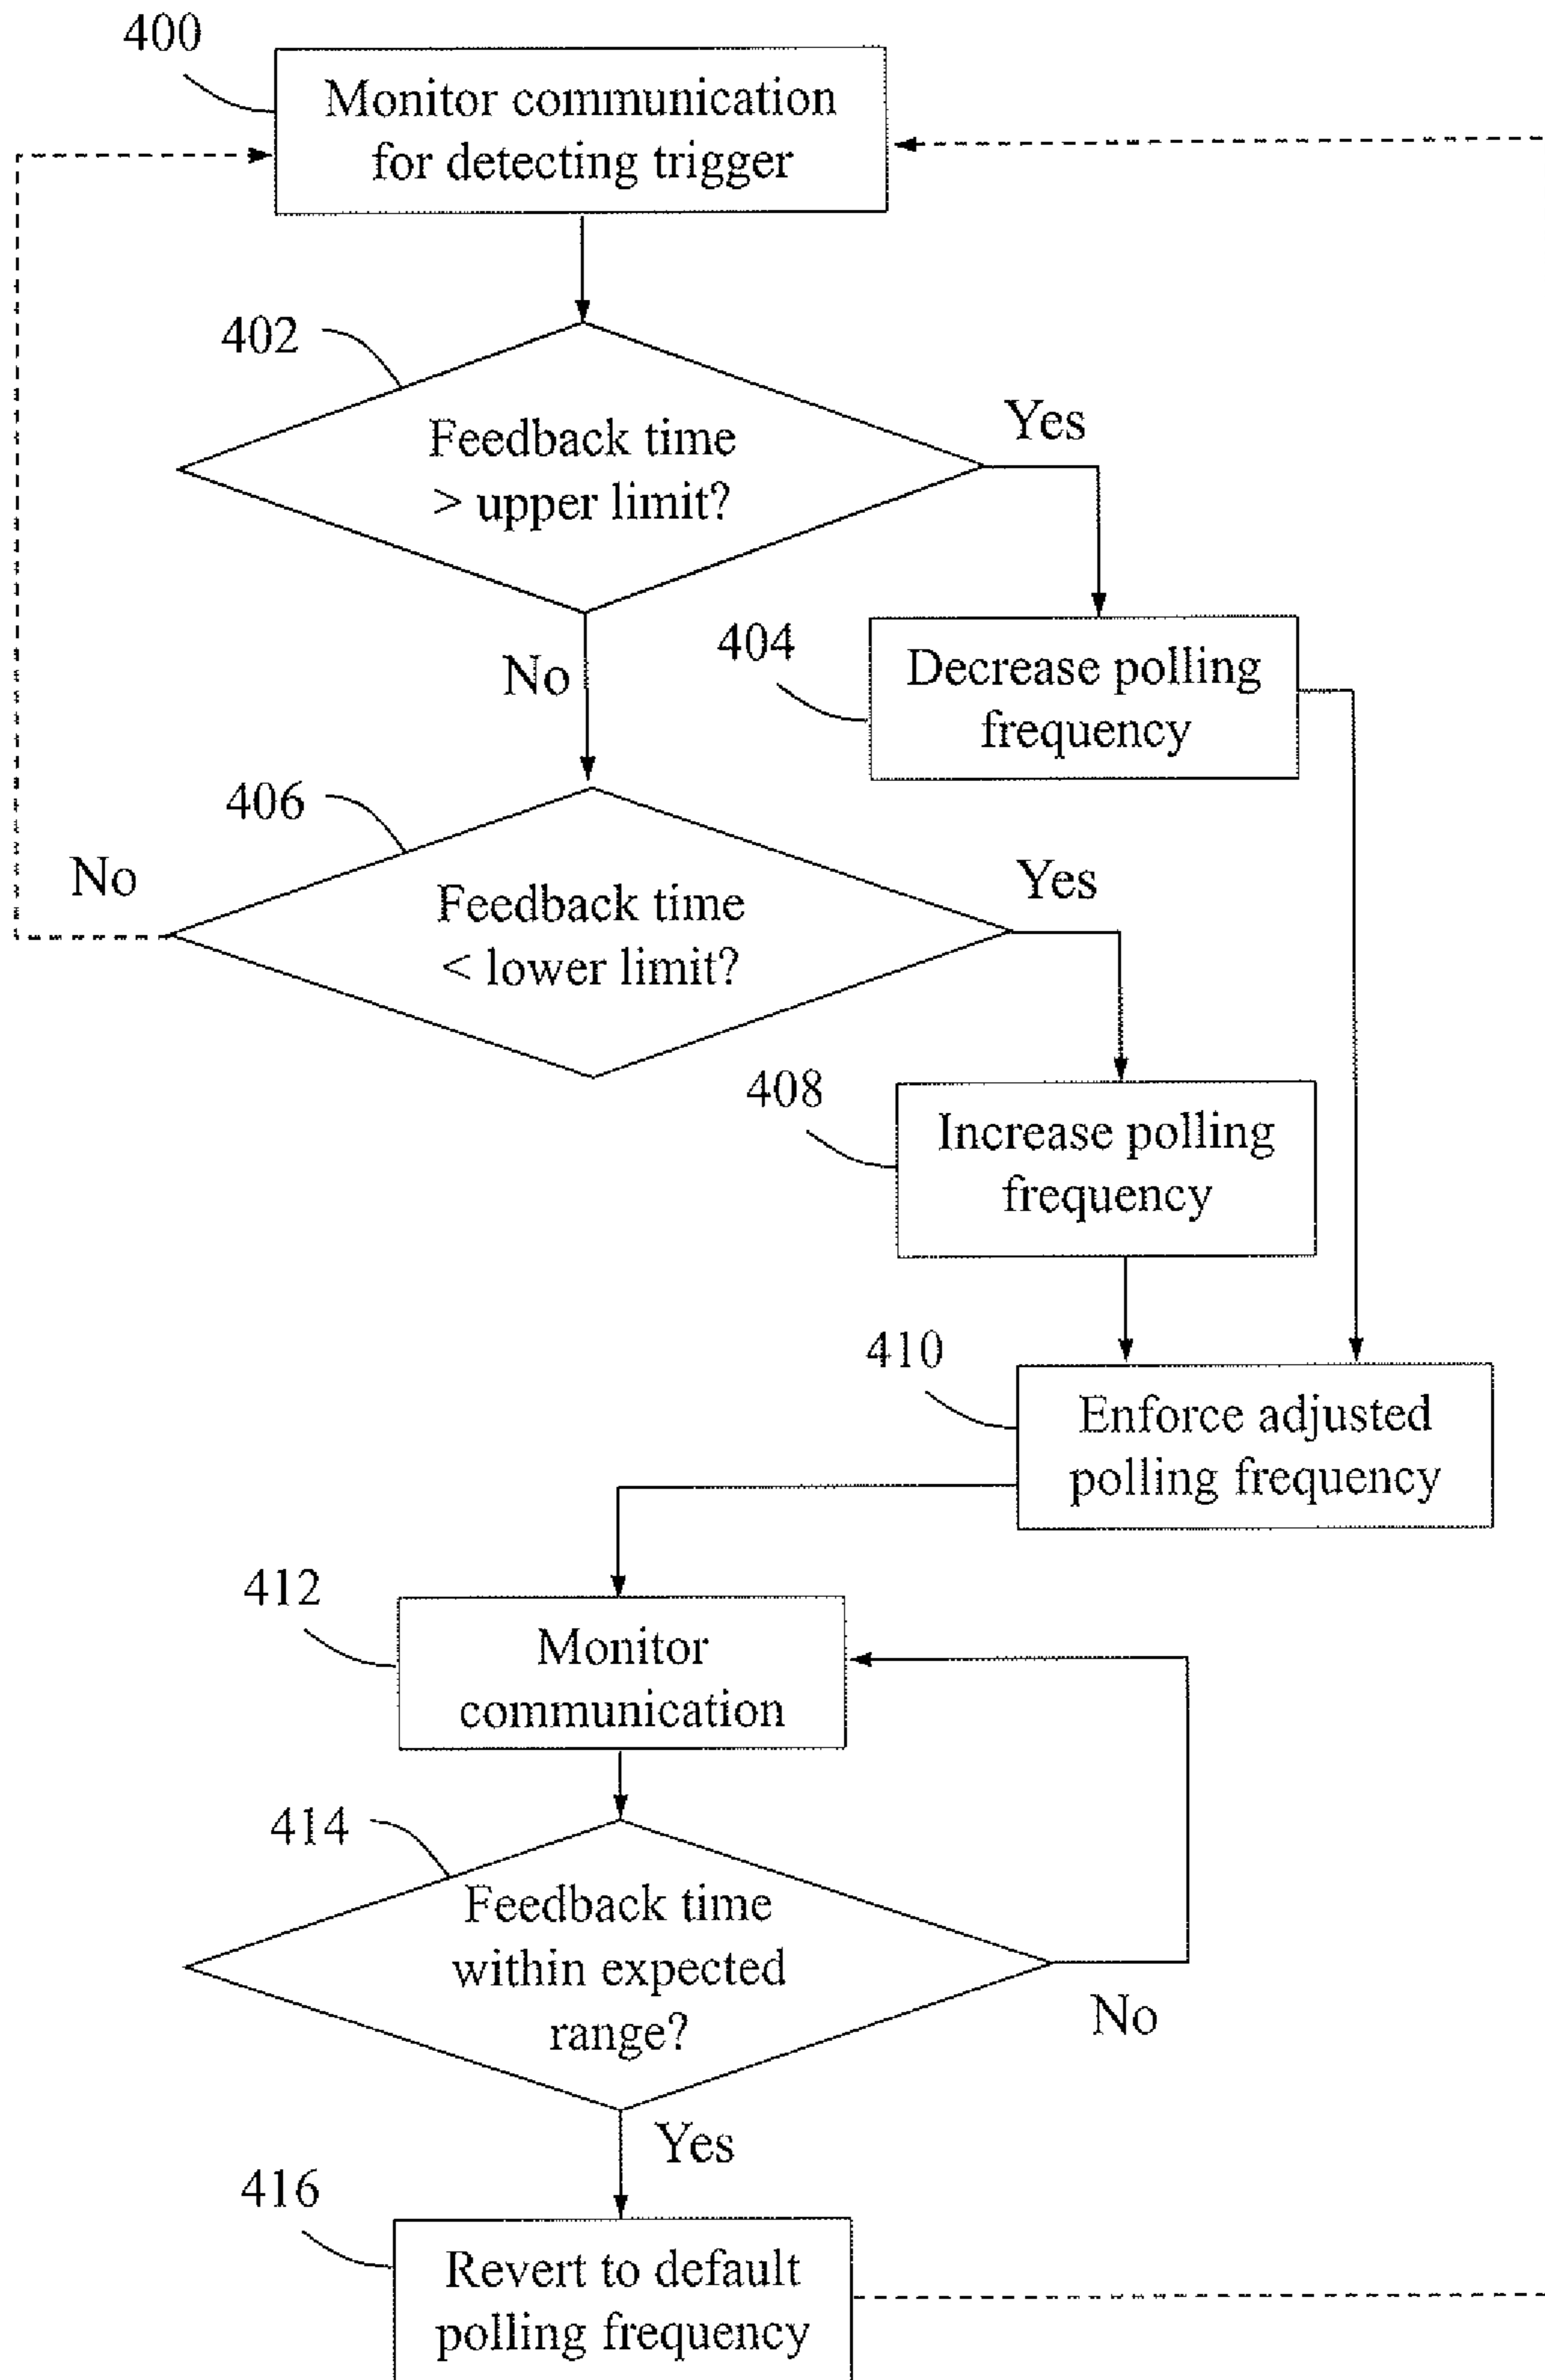 400
Monitor communication
for detecting trigger
402
Feedback time
> upper limit?
Yes
No
404
Decrease polling
frequency
406
No
Feedback time
< lower limit?
Yes
408
Increase polling
frequency
410
Enforce adjusted
polling frequency
412
Monitor
communication
414
Feedback time
within expected
range?
No
Yes
416
Revert to default
polling frequency